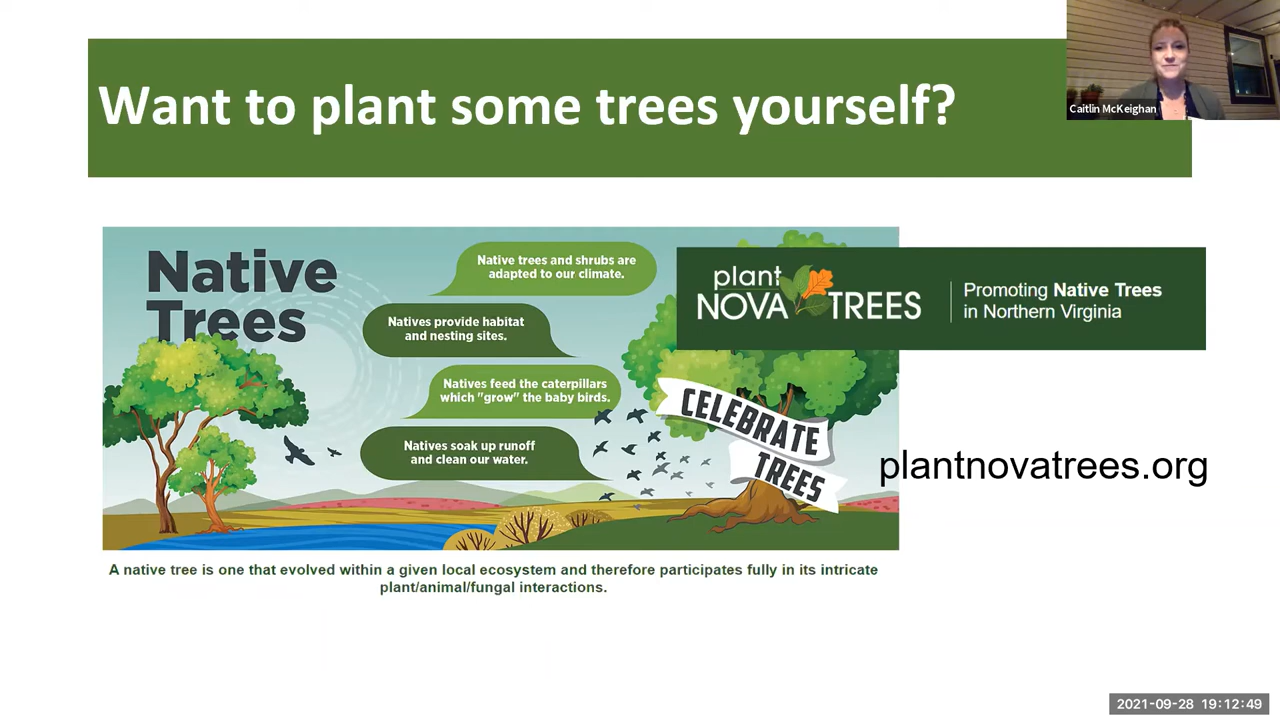 Want to plant some trees yourself?
Caitlin McKeighan
Native
Trees
Native trees and shrubs are
adapted to our climate.
Natives provide habitat
and nesting sites.
Natives feed the caterpillars
which "grow" the baby birds.
Natives soak up runoff
and clean our water.
plant
NOVA TREES
Promoting Native Trees
in Northern Virginia
CELEBRATE
TREES
plantnovatrees.org
A native tree is one that evolved within a given local ecosystem and therefore participates fully in its intricate
plant/animal/fungal interactions.
2021-09-28 19:12:49